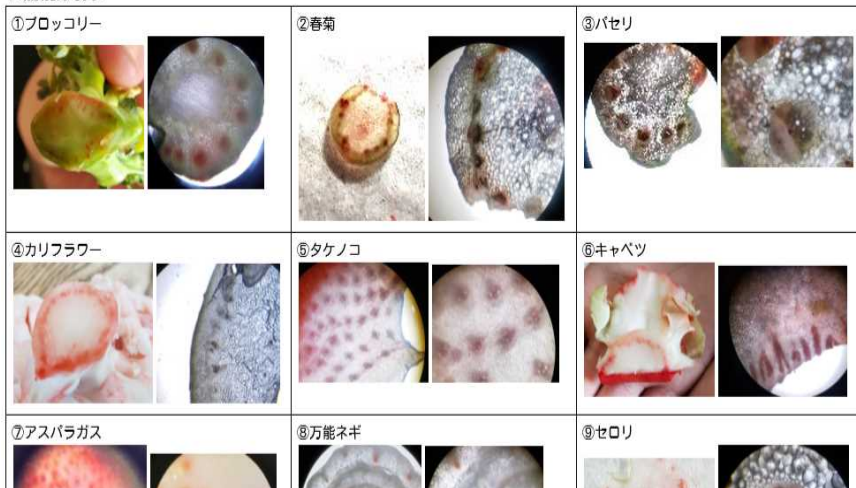 ①ブロッコリー
②春菊
③パセリ
④カリフラワー
⑤タケノコ
⑥キャベツ
⑦アスパラガス
⑧万能ネギ
⑨セロリ